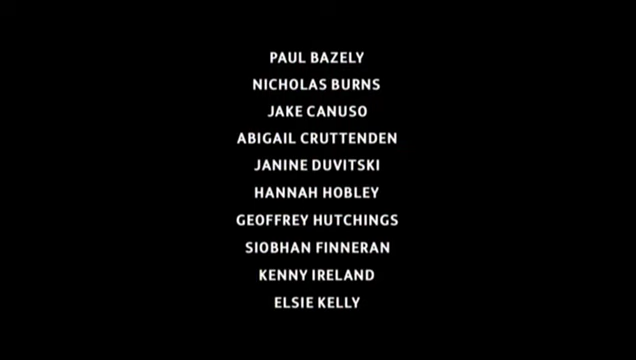 PAUL BAZELY
NICHOLAS BURNS
JAKE CANUSO
ABIGAIL CRUTTENDEN
JANINE DUVITSKI
HANNAH HOBLEY
GEOFFREY HUTCHINGS
SIOBHAN FINNERAN
KENNY IRELAND
ELSIE KELLY